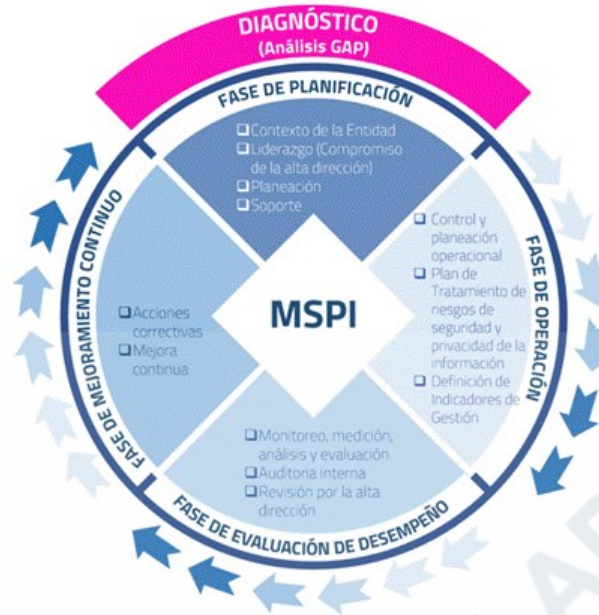 DIAGNÓSTICO
(Análisis GAP)
FASE DE PLANIFICACIÓN
❑Contexto de la Entidad
❑Liderazgo (Compromiso
de la alta dirección)
❑Planeación
❑Soporte
FASE DE OPERACIÓN
❑ Control y
planeación
operacional
❑ Plan de
Tratamiento de
riesgos de
seguridad y
privacidad de la
información
❑ Definición de
Indicadores de
Gestión
MSPI
FASE DE MEJORAMIENTO CONTINUO
❑Acciones
correctivas
❑Mejora
continua
❑Monitoreo, medición,
análisis y evaluación
❑Auditoria interna
❑Revisión por la alta
dirección
FASE DE EVALUACIÓN DE DESEMPEÑO